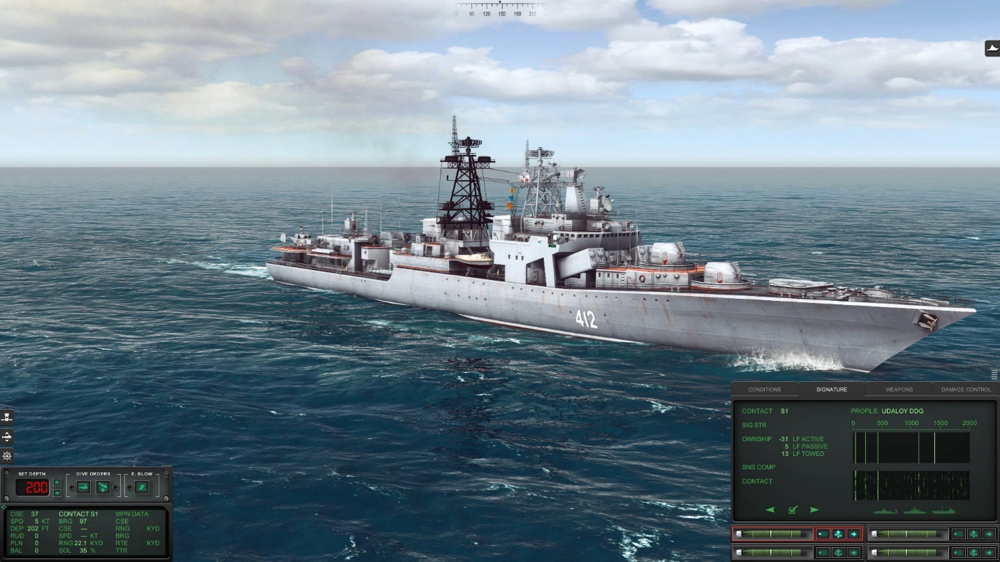 90 120 150 180 210
412
CONDITIONS SIGNATURE WEAPONS DAMAGE CONTROL
CONTACT S1 PROFILE: UDALOY DDG
SIG STR 0 500 1000 1500 2000
OWNSHIP -31 LF ACTIVE
5 LF PASSIVE
13 LF TOWED
SNS COMP
CONTACT
SET DEPTH DIVE ORDERS E. BLOW
200
CSE 37 CONTACT S1 WPN DATA
SPD 5 KT BRG 97 CSE
DEP 202 FT CSE --- RNG KYD
RUD 0 SPD --- KT BRG
PLN 0 RNG 22.1 KYD RTE KYD
BAL 0 SOL 35 % TTR